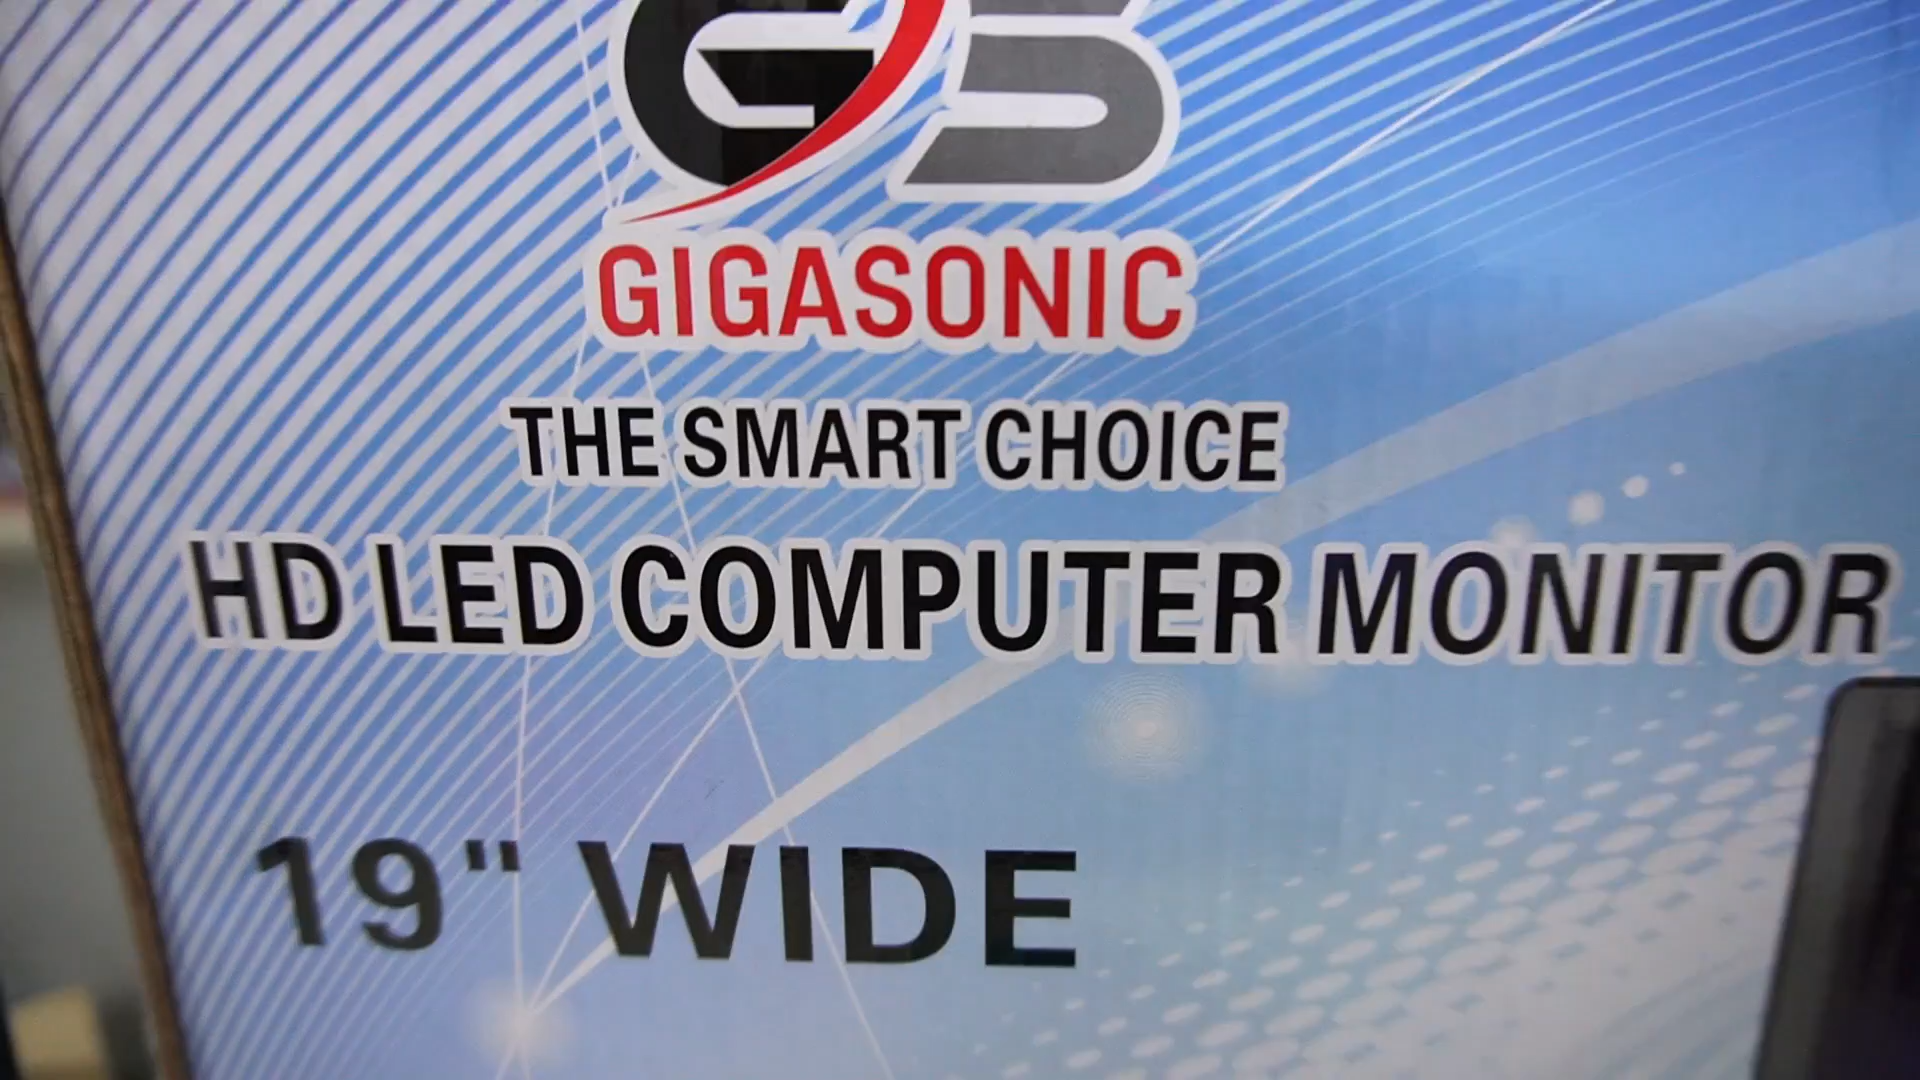 GS
GIGASONIC
THE SMART CHOICE
HD LED COMPUTER MONITOR
19" WIDE